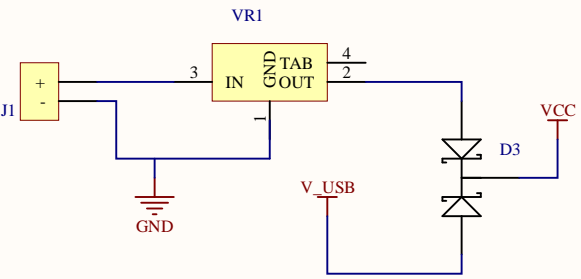 VR1
4
TAB
GND
3
2
+
IN
OUT
-
J1
1
VCC
D3
V_USB
GND